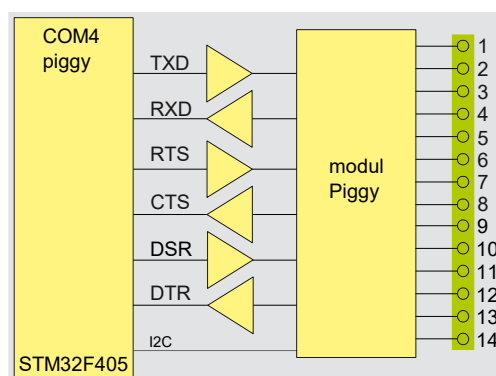 COM4
piggy
TXD
RXD
RTS
CTS
DSR
DTR
I2C
STM32F405
modul
Piggy
1
2
3
4
5
6
7
8
9
10
11
12
13
14